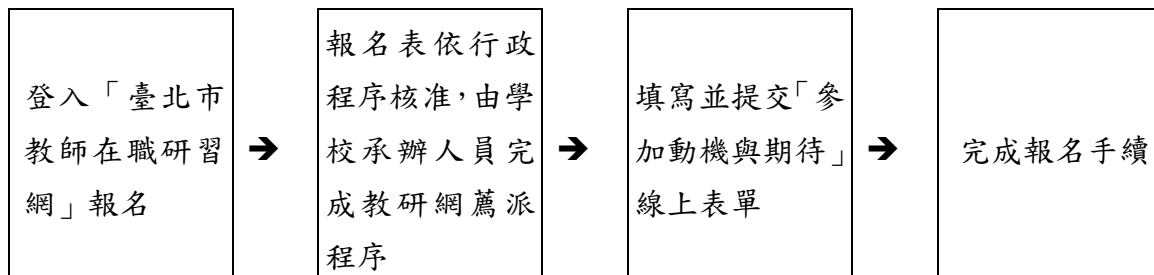 登入「臺北市
教師在職研習
網」報名
➔
報名表依行政
程序核准，由學
校承辦人員完
成教研網薦派
程序
➔
填寫並提交「參
加動機與期待」
線上表單
➔
完成報名手續